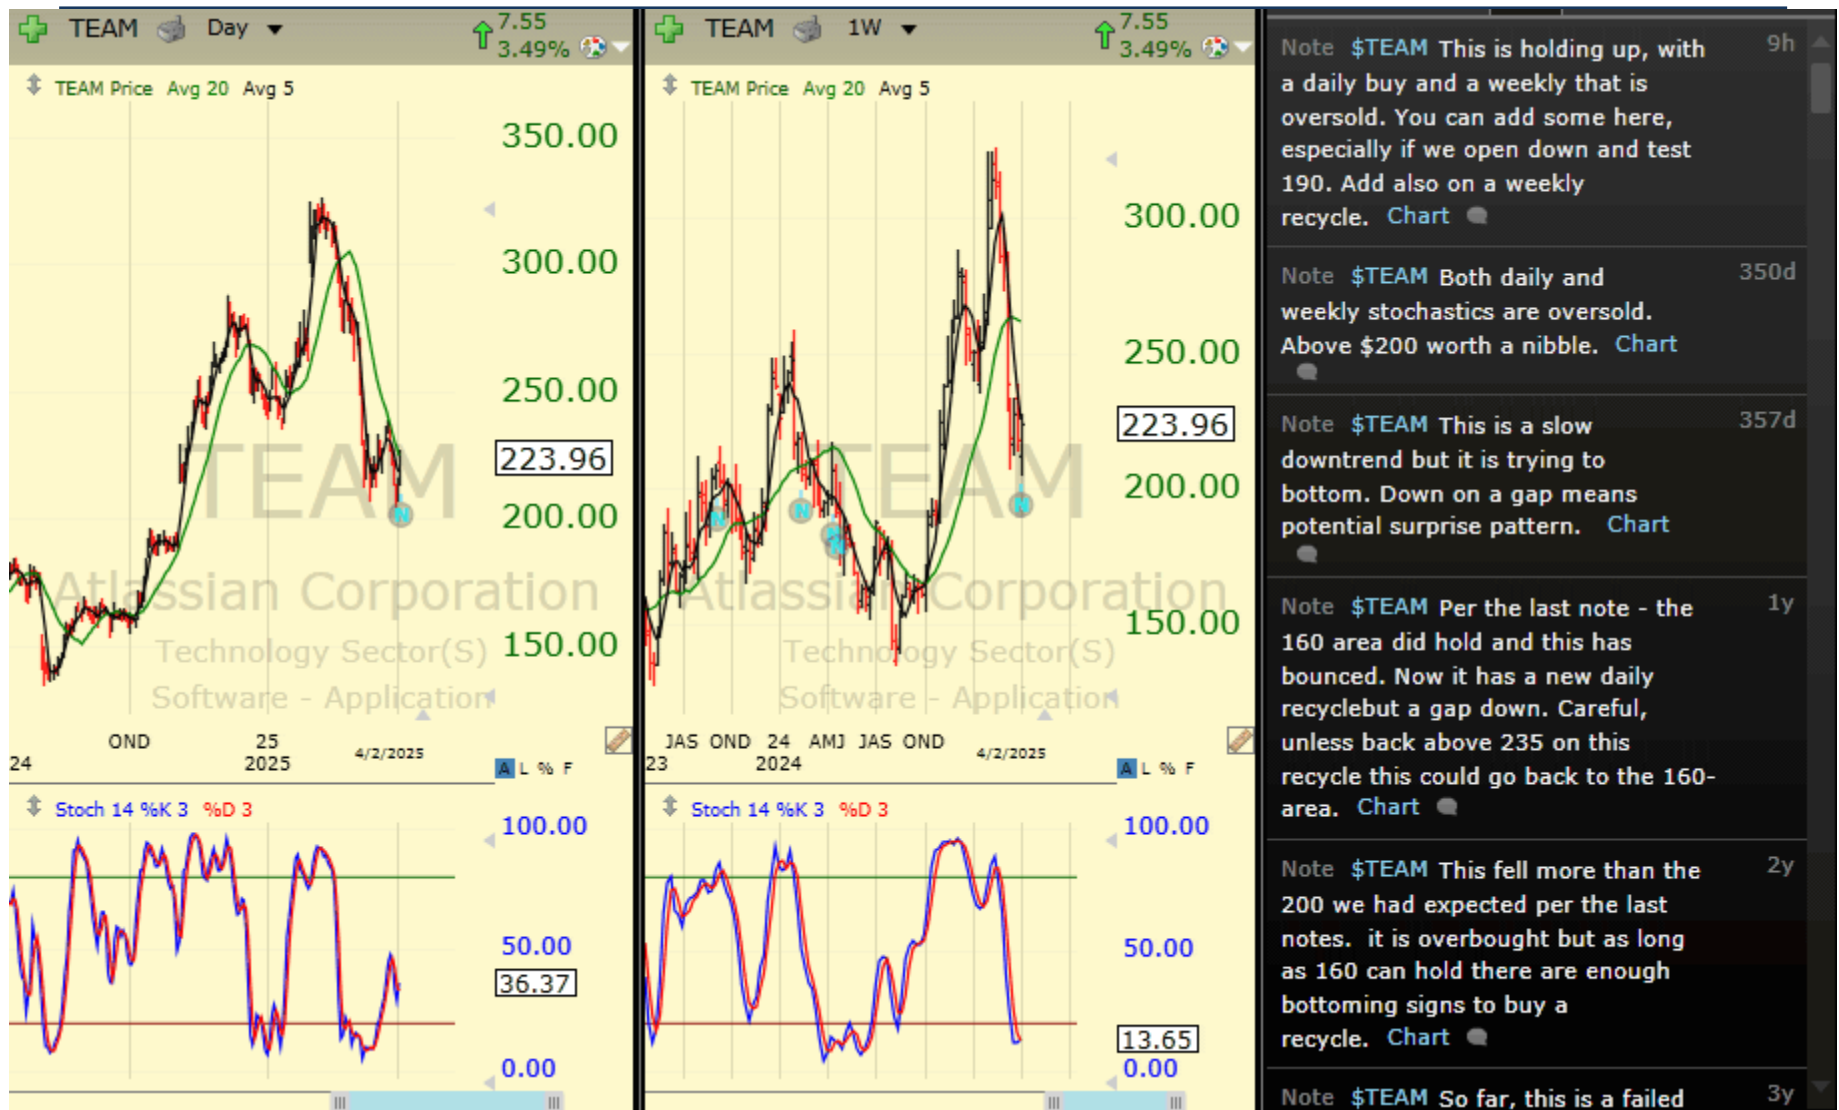 TEAM Day 7.55
3.49%
TEAM Price Avg 20 Avg 5
350.00
300.00
250.00
223.96
200.00
150.00
TEAM
Atlassian Corporation
Technology Sector(S)
Software - Application
OND 25
24 2025 4/2/2025
A L % F
Stoch 14 %K 3 %D 3
100.00
50.00
36.37
0.00
N
TEAM 1W 7.55
3.49%
TEAM Price Avg 20 Avg 5
300.00
250.00
223.96
200.00
150.00
TEAM
Atlassian Corporation
Technology Sector(S)
Software - Application
N N N N N
JAS OND 24 AMJ JAS OND
23 2024 4/2/2025
A L % F
Stoch 14 %K 3 %D 3
100.00
50.00
13.65
0.00
Note $TEAM This is holding up, with 9h
a daily buy and a weekly that is
oversold. You can add some here,
especially if we open down and test
190. Add also on a weekly
recycle. Chart
Note $TEAM Both daily and 350d
weekly stochastics are oversold.
Above $200 worth a nibble. Chart
Note $TEAM This is a slow 357d
downtrend but it is trying to
bottom. Down on a gap means
potential surprise pattern. Chart
Note $TEAM Per the last note - the 1y
160 area did hold and this has
bounced. Now it has a new daily
recyclebut a gap down. Careful,
unless back above 235 on this
recycle this could go back to the 160-
area. Chart
Note $TEAM This fell more than the 2y
200 we had expected per the last
notes. it is overbought but as long
as 160 can hold there are enough
bottoming signs to buy a
recycle. Chart
Note $TEAM So far, this is a failed 3y